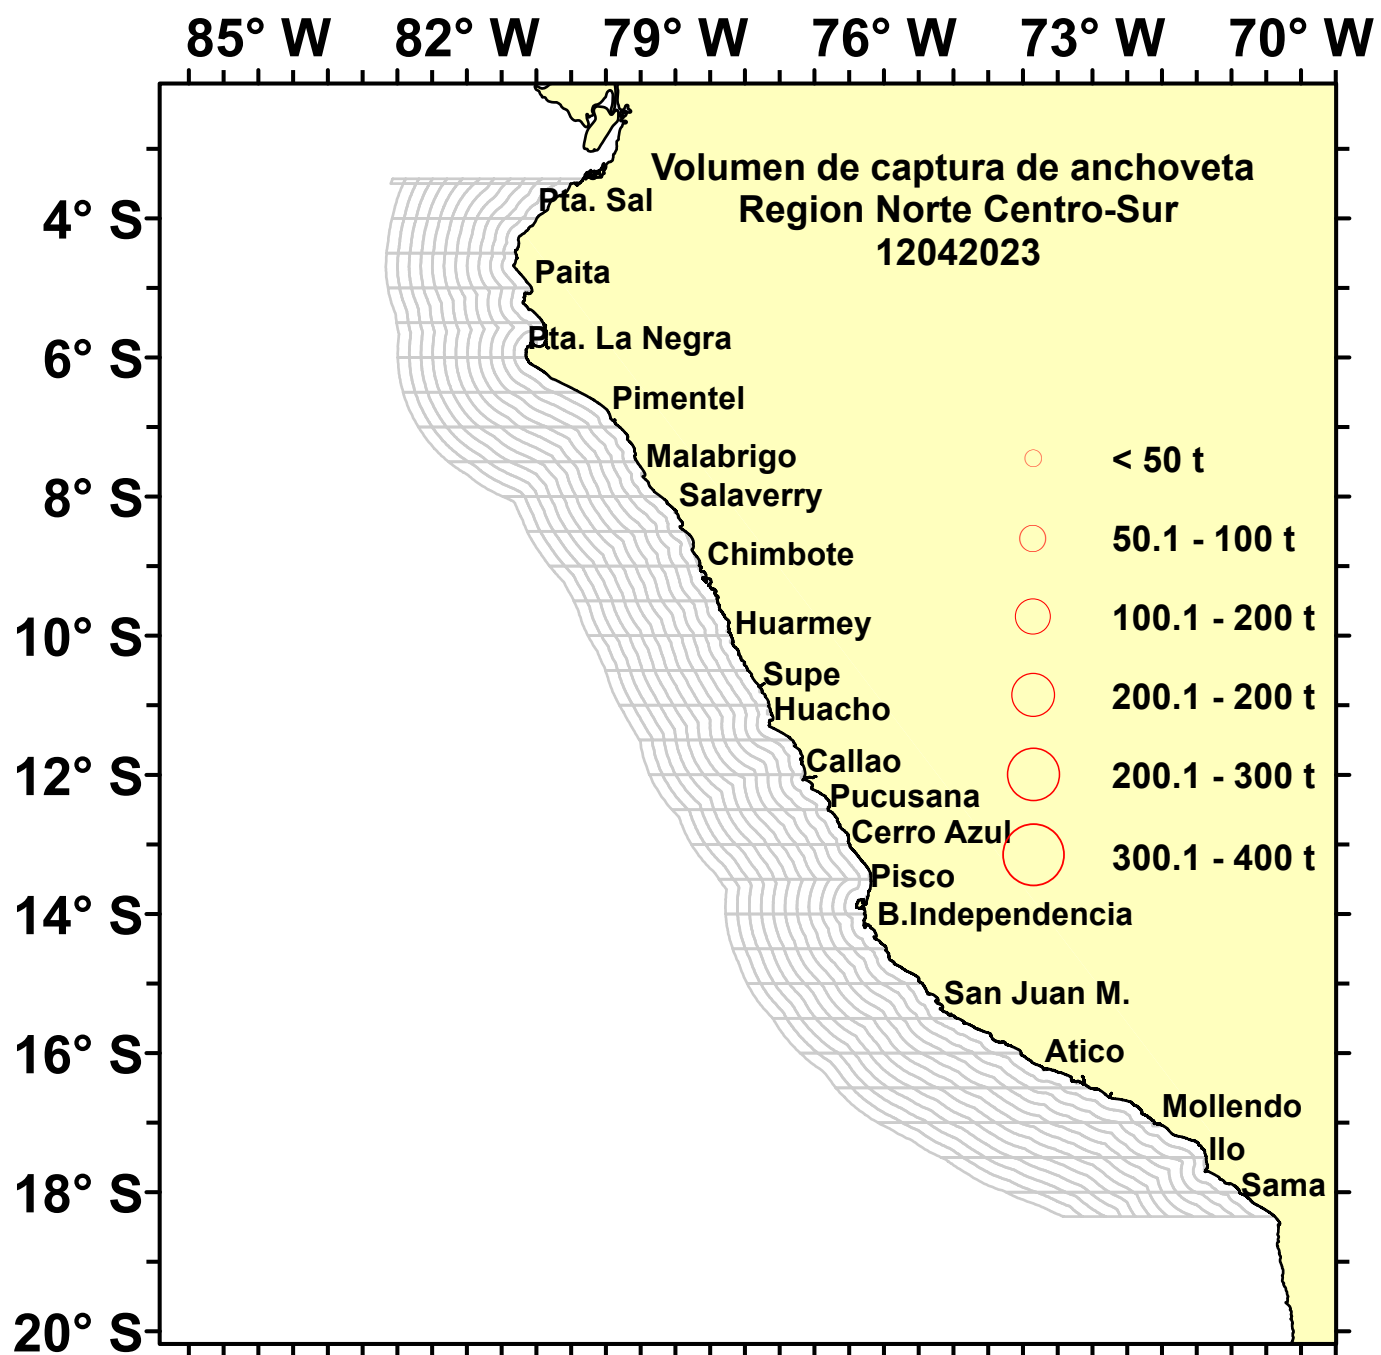 85° W 82° W 79° W 76° W 73° W 70° W
Volumen de captura de anchoveta
Region Norte Centro-Sur
12042023
4° S
6° S
8° S
10° S
12° S
14° S
16° S
18° S
20° S
Pta. Sal
Paita
Pta. La Negra
Pimentel
Malabrigo
Salaverry
Chimbote
Huarmey
Supe
Huacho
Callao
Pucusana
Cerro Azul
Pisco
B.Independencia
San Juan M.
Atico
Mollendo
Ilo
Sama
< 50 t
50.1 - 100 t
100.1 - 200 t
200.1 - 200 t
200.1 - 300 t
300.1 - 400 t